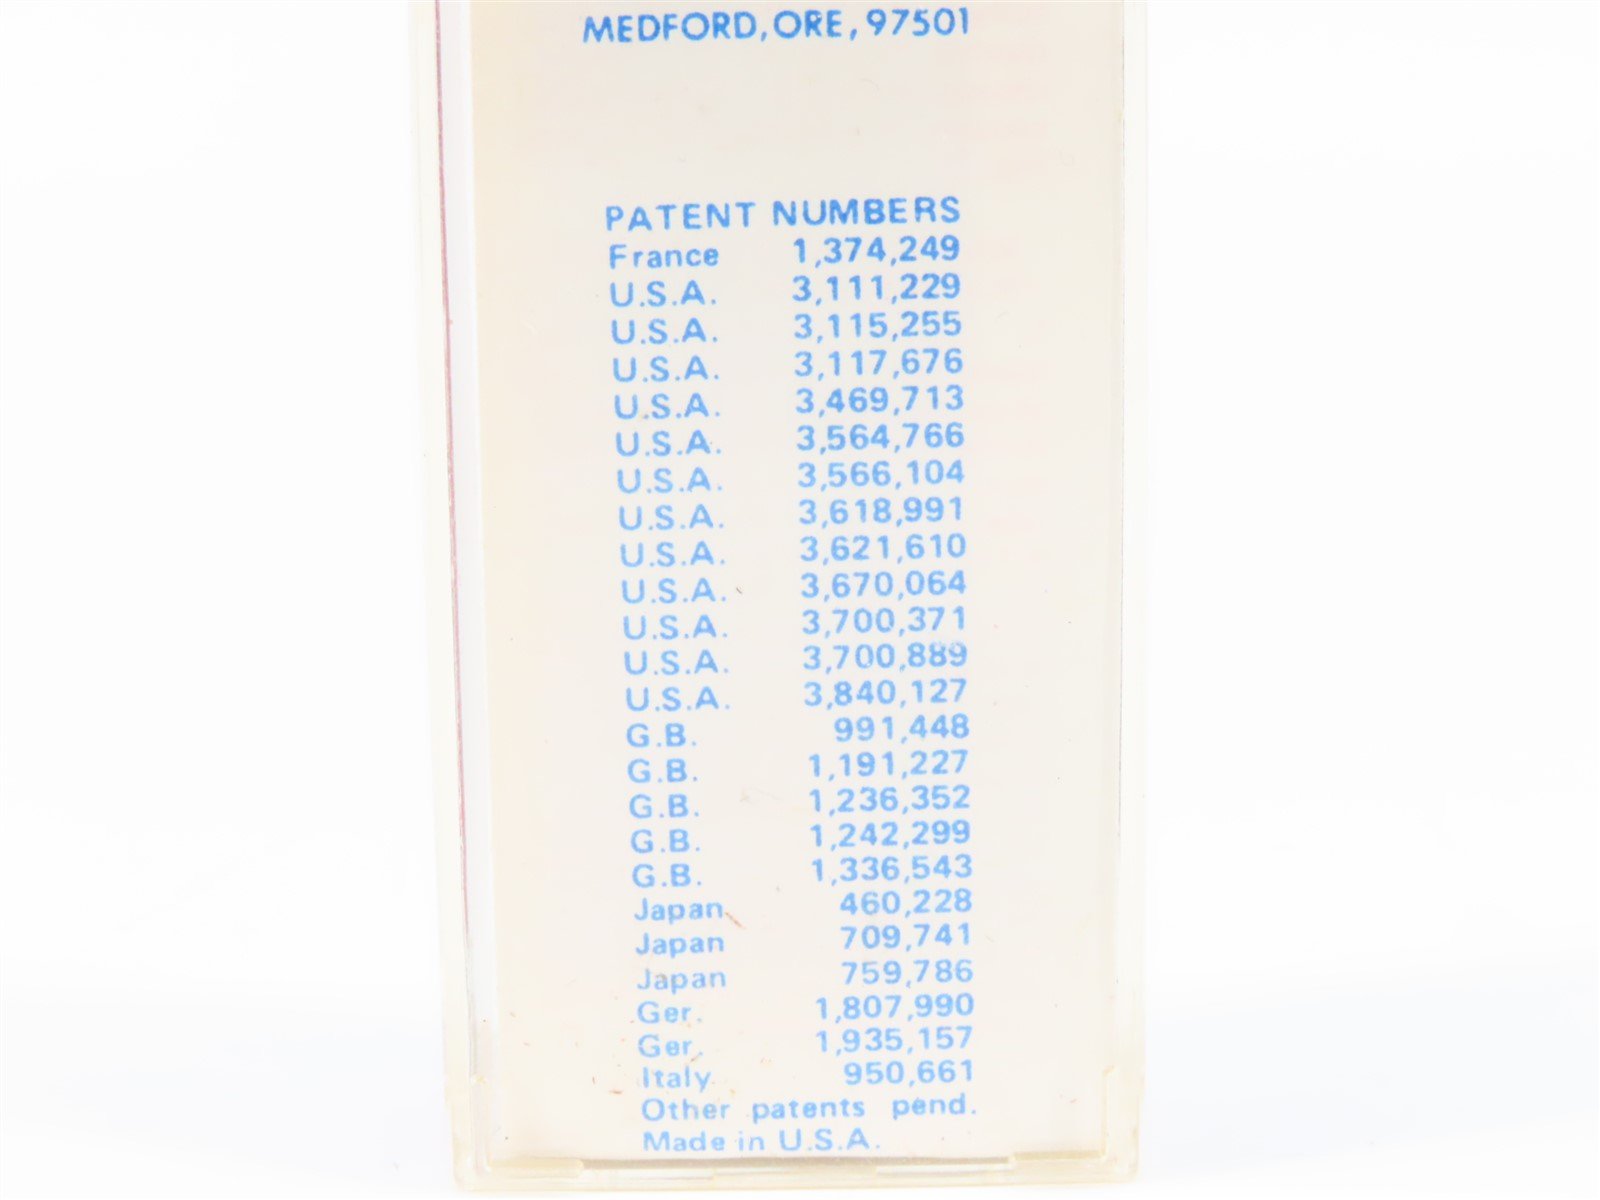 MEDFORD, ORE, 97501
PATENT NUMBERS
France 1,374,249
U.S.A. 3,111,229
U.S.A. 3,115,255
U.S.A. 3,117,676
U.S.A. 3,469,713
U.S.A. 3,564,766
U.S.A. 3,566,104
U.S.A. 3,618,991
U.S.A. 3,621,610
U.S.A. 3,670,064
U.S.A. 3,700,371
U.S.A. 3,700,889
U.S.A. 3,840,127
G.B. 991,448
G.B. 1,191,227
G.B. 1,236,352
G.B. 1,242,299
G.B. 1,336,543
Japan 460,228
Japan 709,741
Japan 759,786
Ger. 1,807,990
Ger. 1,935,157
Italy 950,661
Other patents pend.
Made in U.S.A.